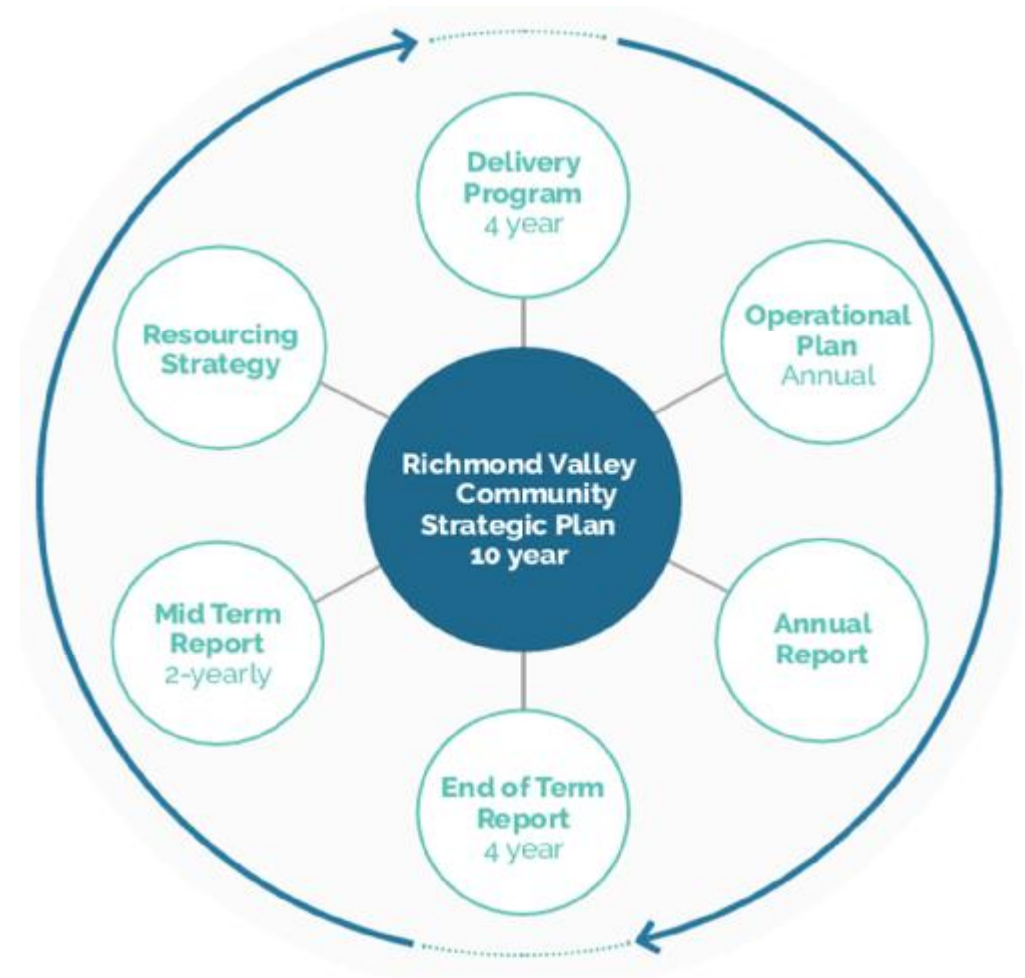 Delivery
Program
4 year
Operational
Plan
Annual
Resourcing
Strategy
Richmond Valley
Community
Strategic Plan
10 year
Mid Term
Report
2-yearly
Annual
Report
End of Term
Report
4 year